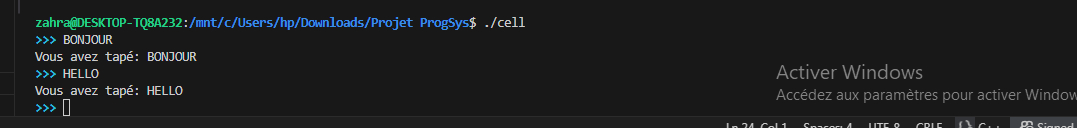 zahra@DESKTOP-TQ8A232:/mnt/c/Users/hp/Downloads/Projet ProgSys$ ./cell
>>> BONJOUR
Vous avez tapé: BONJOUR
>>> HELLO
Vous avez tapé: HELLO
>>>
Activer Windows
Accédez aux paramètres pour activer Window
Ln 24, Col 1 Spaces: 4 UTF-8 CRLF {} C++ Signed